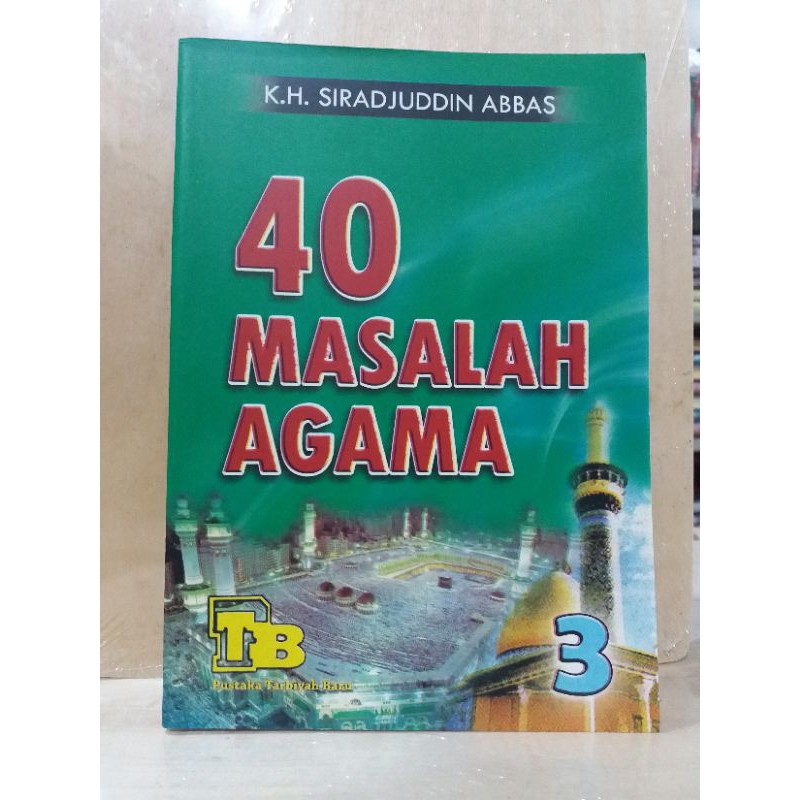 K.H. SIRADJUDDIN ABBAS
40
MASALAH
AGAMA
TB
Pustaka Tarbiyah Baru
3